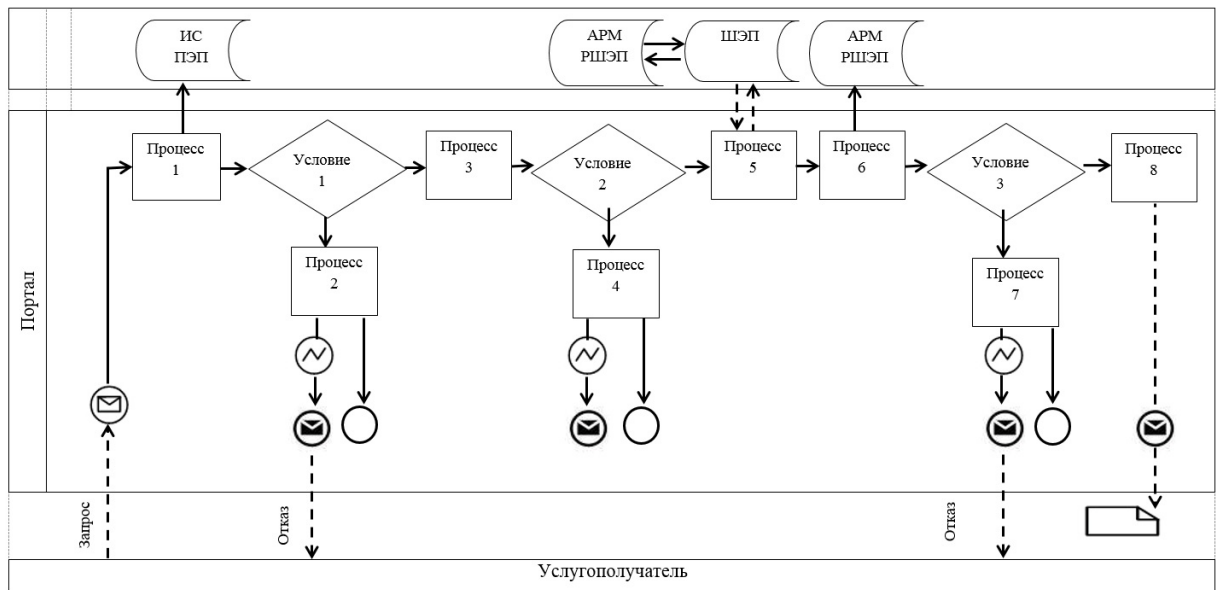 ИС
ПЭП
АРМ
РШЭП
ШЭП
АРМ
РШЭП
Процесс
1
Условие
1
Процесс
3
Условие
2
Процесс
5
Процесс
6
Условие
3
Процесс
8
Процесс
2
Процесс
4
Процесс
7
Портал
Запрос
Отказ
Отказ
Услугополучатель